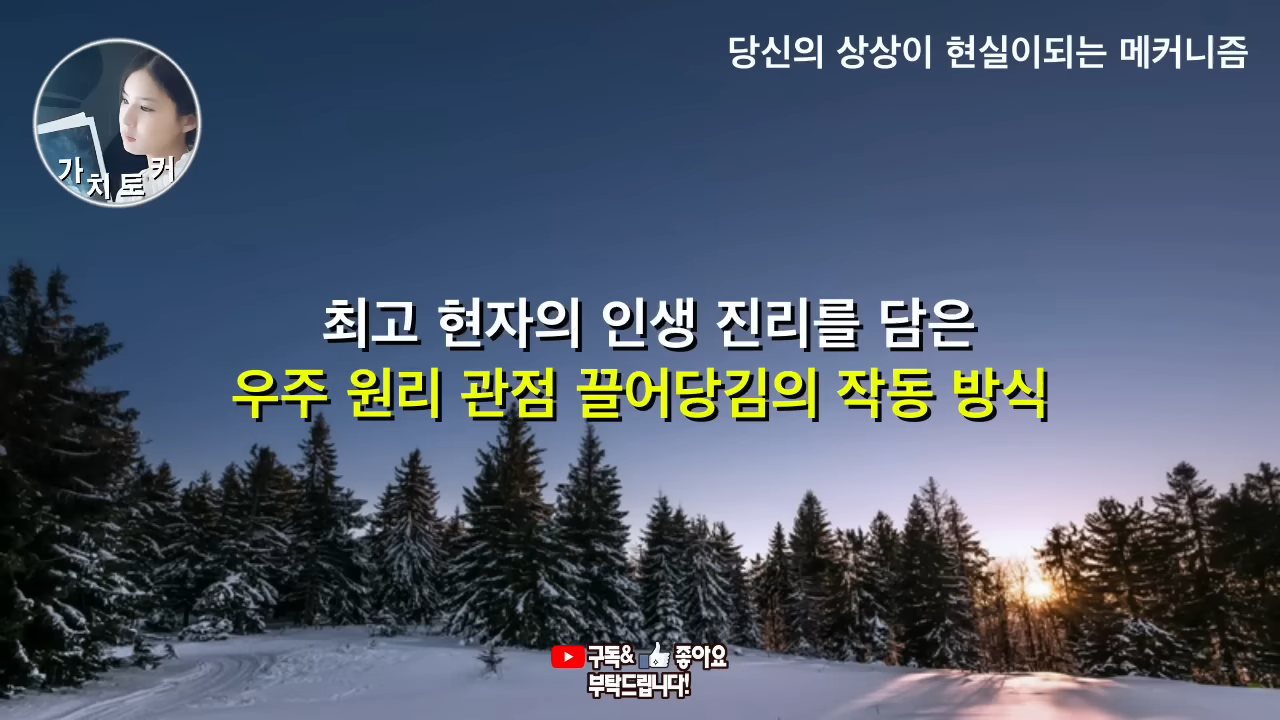 당신의 상상이 현실이되는 메커니즘
가치토커
최고 현자의 인생 진리를 담은
우주 원리 관점 끌어당김의 작동 방식
구독& 좋아요
부탁드립니다!